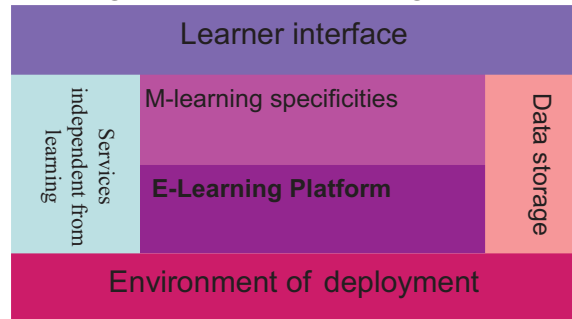 Learner interface
Services
independent from
learning
M-learning specificities
E-Learning Platform
Data storage
Environment of deployment